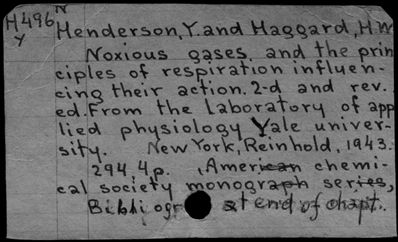 N
H496 Henderson, Y. and Haggard, H.W
y Noxious gases, and the prin
ciples of respiration influen-
cing their action. 2-d and rev.
ed. From the laboratory of app
lied physiology Yale univer-
sity. New York, Reinhold, 1943.
294,4p. (American chemi-
cal society monograph series,
Bibliogr at end of chapt.